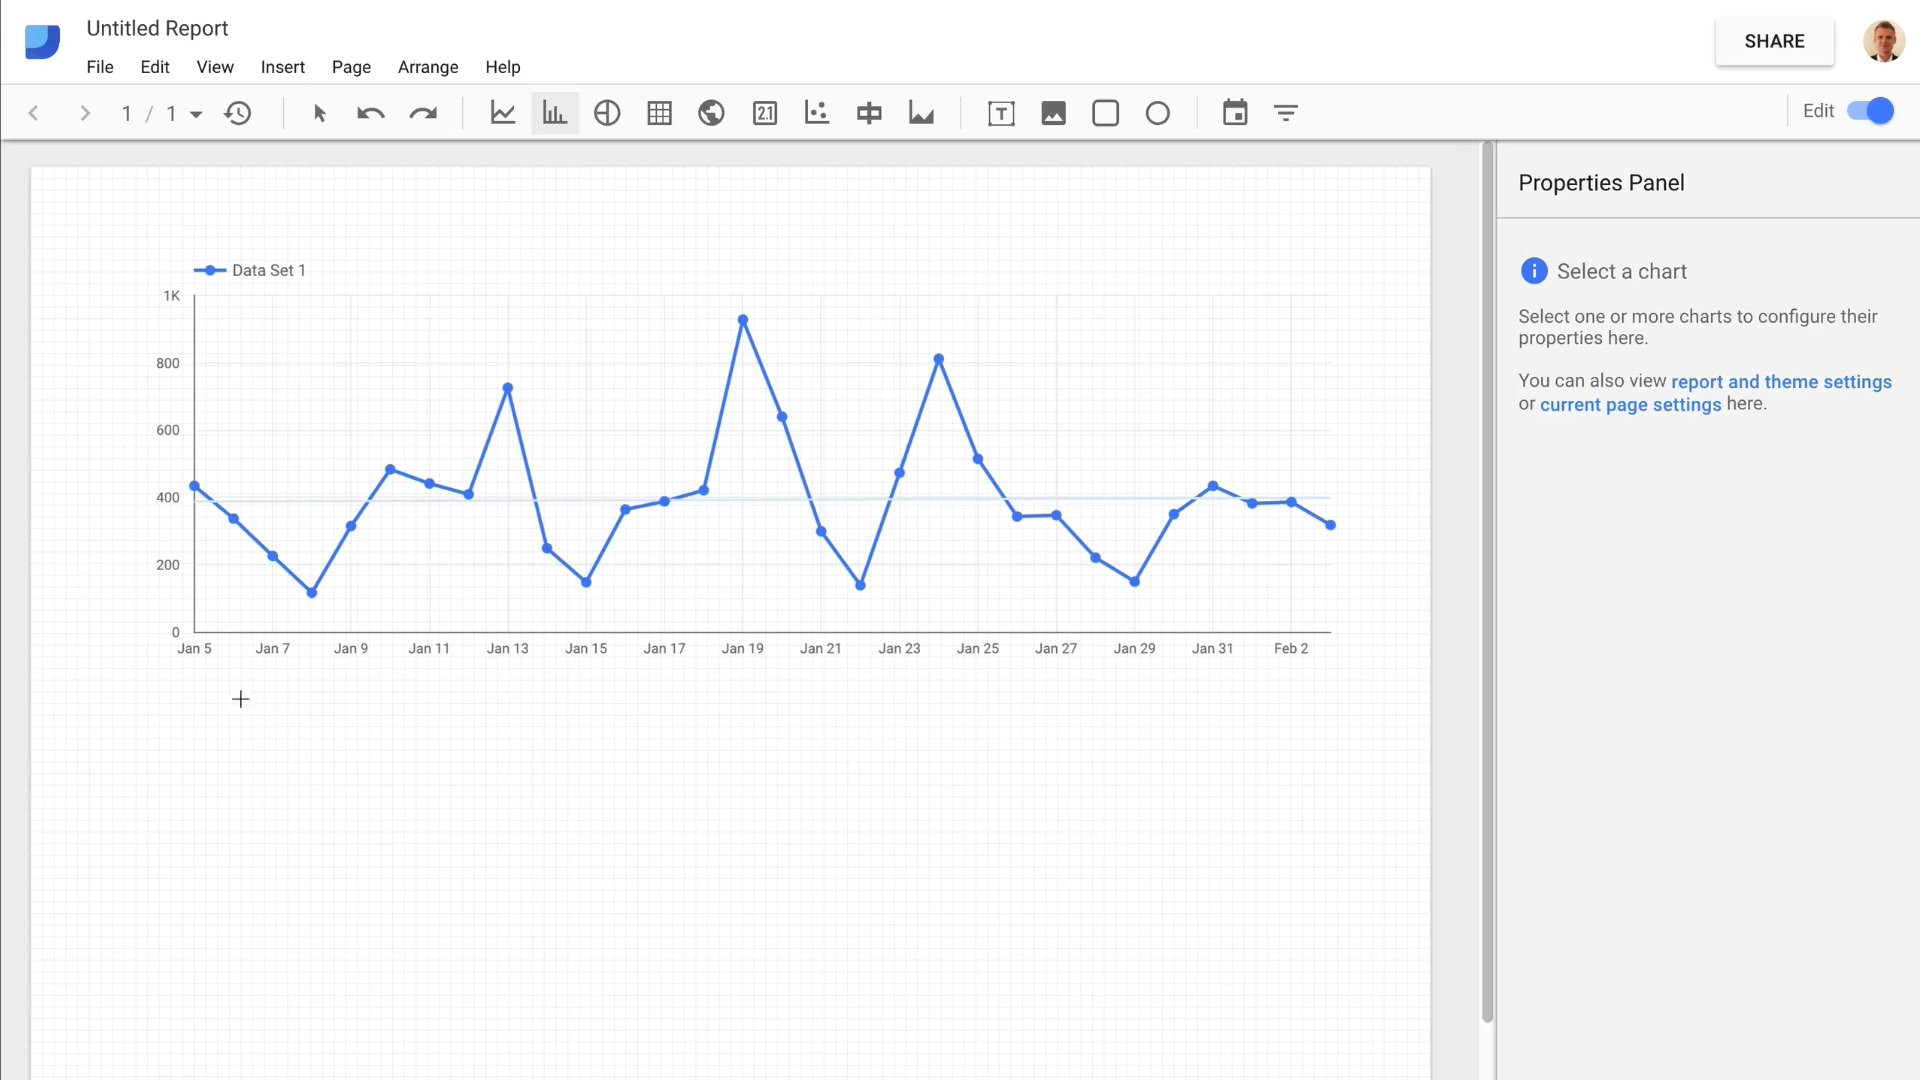 Untitled Report
File Edit View Insert Page Arrange Help
SHARE
1 / 1
2.1
T
Edit
Properties Panel
Select a chart
Select one or more charts to configure their
properties here.
You can also view report and theme settings
or current page settings here.
Data Set 1
1K
800
600
400
200
0
Jan 5 Jan 7 Jan 9 Jan 11 Jan 13 Jan 15 Jan 17 Jan 19 Jan 21 Jan 23 Jan 25 Jan 27 Jan 29 Jan 31 Feb 2